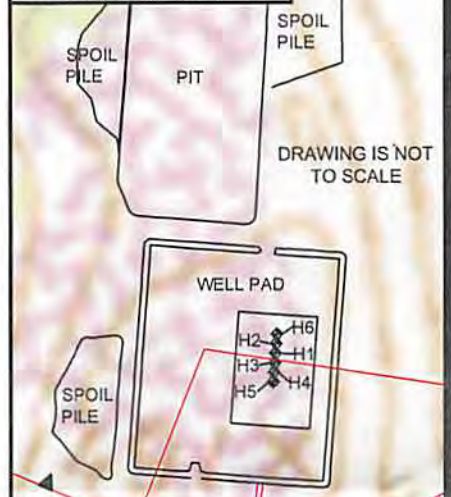 SPOIL
PILE
SPOIL
PILE
PIT
DRAWING IS NOT
TO SCALE
WELL PAD
H6
H2
H1
H3
H4
H5
SPOIL
PILE